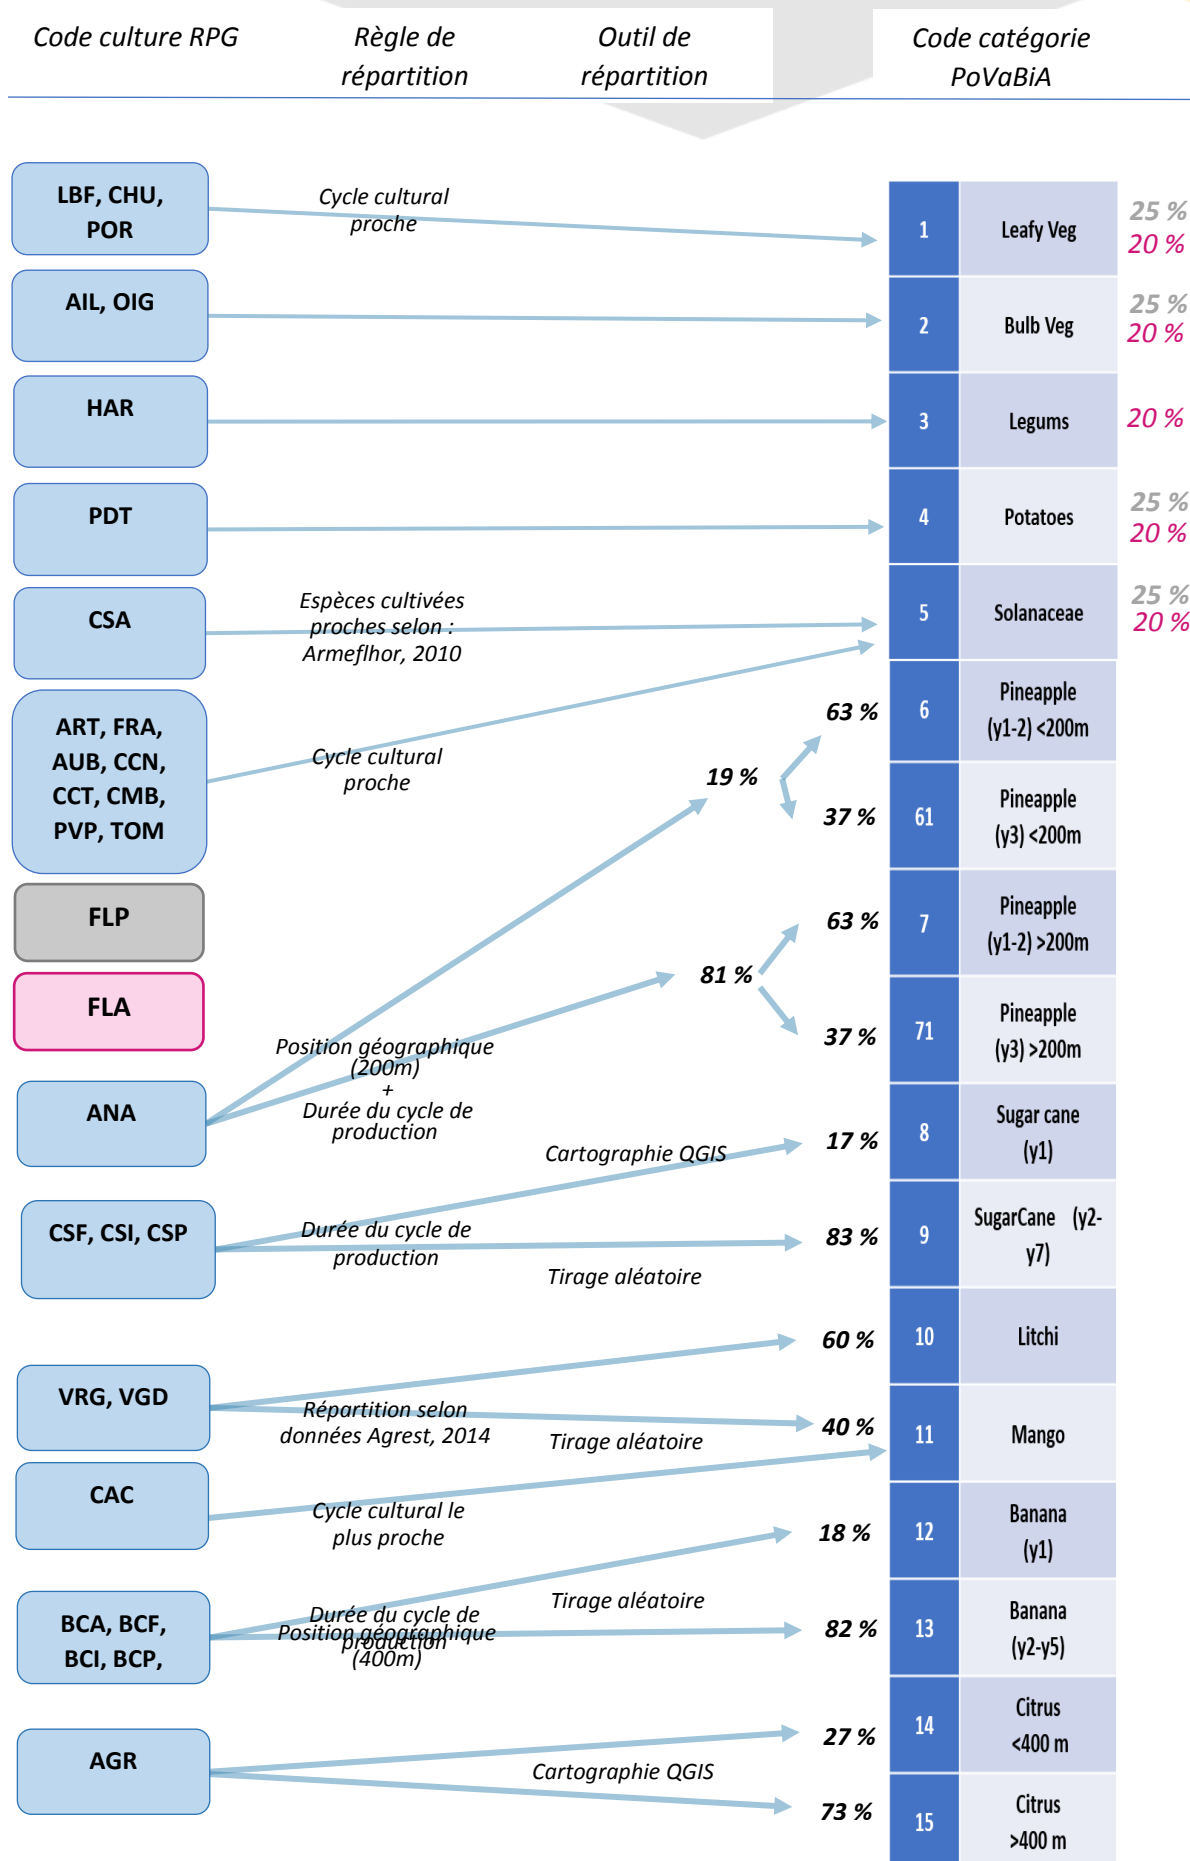 Code culture RPG
Règle de
répartition
Outil de
répartition
Code catégorie
PoVaBiA
LBF, CHU,
POR
Cycle cultural
proche
1
Leafy Veg
25 %
20 %
AIL, OIG
2
Bulb Veg
25 %
20 %
HAR
3
Legums
20 %
PDT
4
Potatoes
25 %
20 %
CSA
Espèces cultivées
proches selon :
Armeflhor, 2010
5
Solanaceae
25 %
20 %
ART, FRA,
AUB, CCN,
CCT, CMB,
PVP, TOM
Cycle cultural
proche
19 %
63 %
6
Pineapple
(y1-2) <200m
37 %
61
Pineapple
(y3) <200m
FLP
FLA
81 %
63 %
7
Pineapple
(y1-2) >200m
37 %
71
Pineapple
(y3) >200m
ANA
Position géographique
(200m)
+
Durée du cycle de
production
Cartographie QGIS
17 %
8
Sugar cane
(y1)
CSF, CSI, CSP
Durée du cycle de
production
Tirage aléatoire
83 %
9
SugarCane (y2-
y7)
VRG, VGD
Répartition selon
données Agrest, 2014
Tirage aléatoire
60 %
10
Litchi
40 %
11
Mango
CAC
Cycle cultural le
plus proche
18 %
12
Banana
(y1)
BCA, BCF,
BCI, BCP,
Durée du cycle de
production
Position géographique
(400m)
Tirage aléatoire
82 %
13
Banana
(y2-y5)
AGR
Cartographie QGIS
27 %
14
Citrus
<400 m
73 %
15
Citrus
>400 m